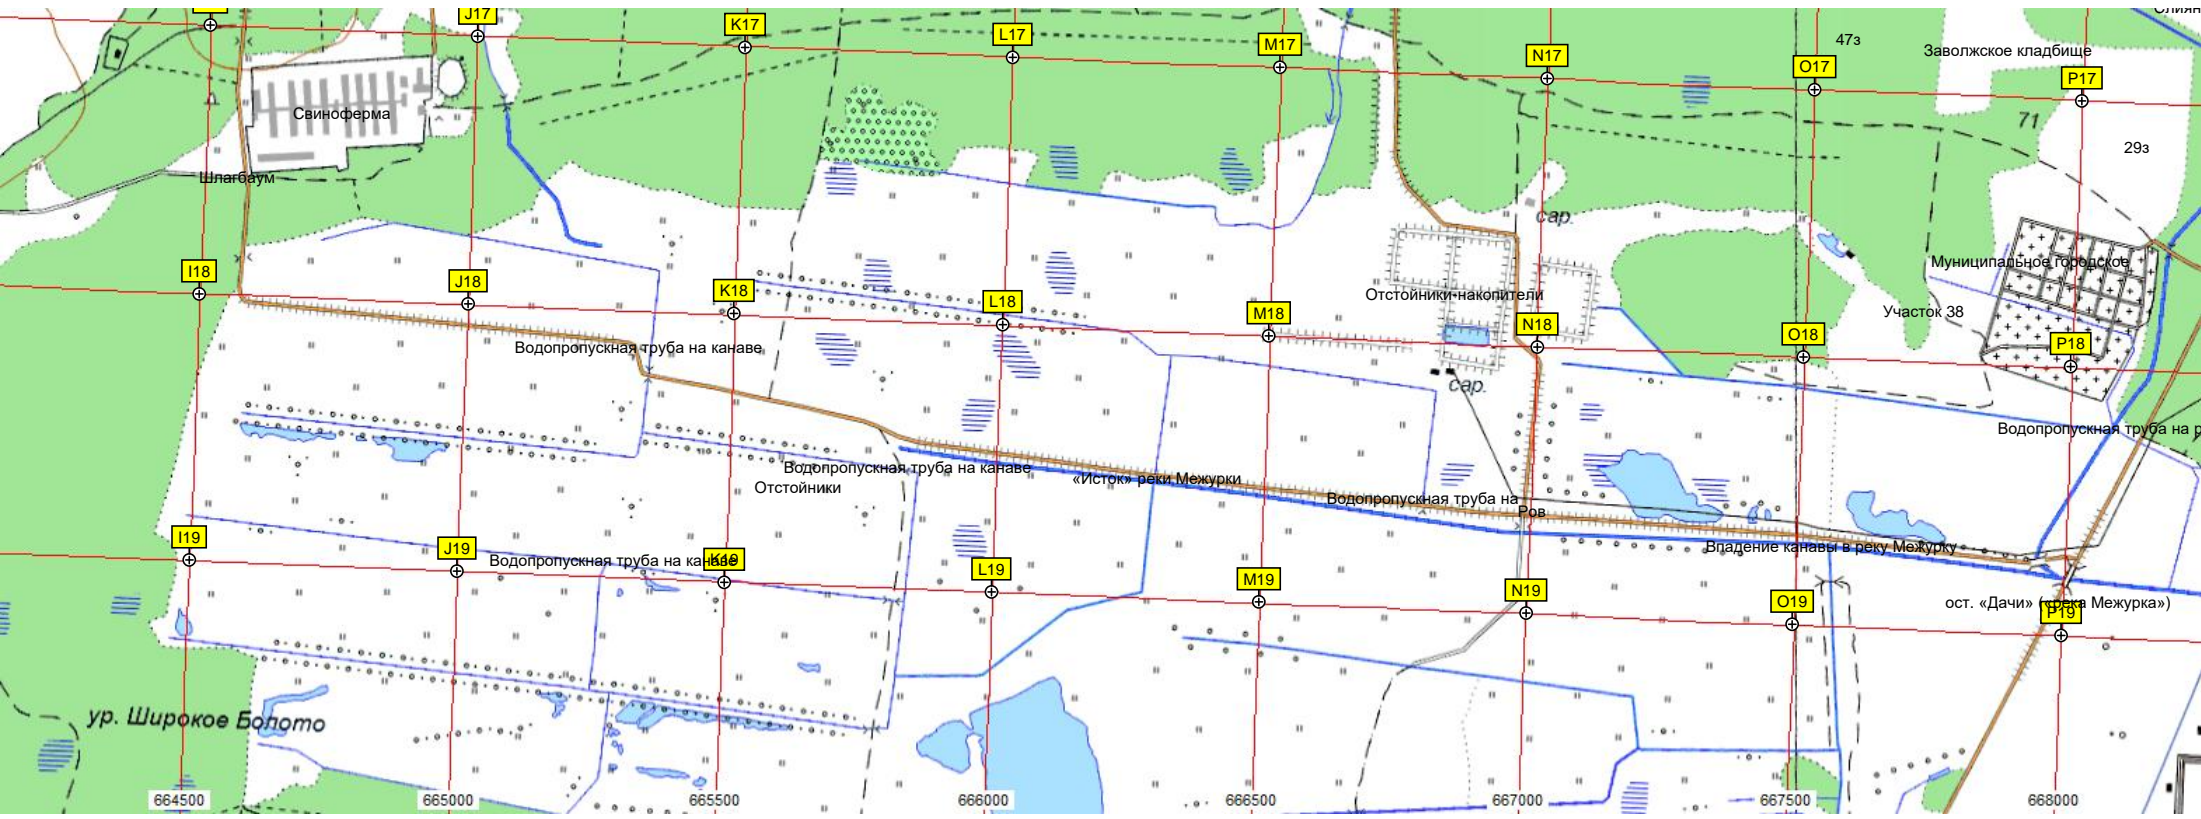 J17
K17
L17
M17
N17
O17
P17
47з
Заволжское кладбище
71
29з
Свиноферма
Шлагбаум
сар.
Муниципальное городское
Отстойники-накопители
Участок 38
I18
J18
K18
L18
M18
N18
O18
P18
Водопропускная труба на канаве
сар.
Водопропускная труба на р
Водопропускная труба на канаве
«Исток» реки Межурки
Отстойники
Водопропускная труба на
Ров
Впадение канавы в реку Межурку
Водопропускная труба на канаве
I19
J19
K19
L19
M19
N19
O19
P19
ост. «Дачи» («река Межурка»)
ур. Широкое Болото
664500
665000
665500
666000
666500
667000
667500
668000